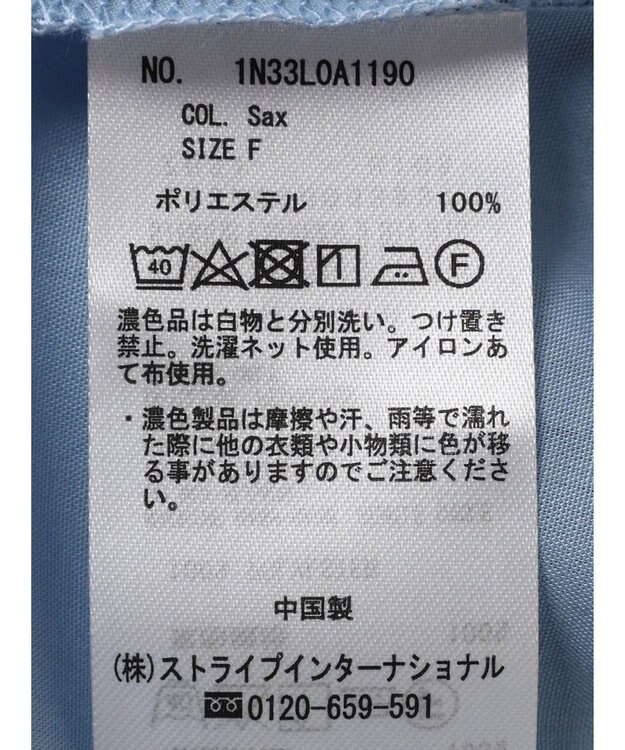 NO. 1N33L0A1190
COL. Sax
SIZE F
ポリエステル 100%
40 F
濃色品は白物と分別洗い。つけ置き
禁止。洗濯ネット使用。アイロンあ
て布使用。
・濃色製品は摩擦や汗、雨等で濡れ
た際に他の衣類や小物類に色が移
る事がありますのでご注意くださ
い。
中国製
(株)ストライプインターナショナル
0120-659-591